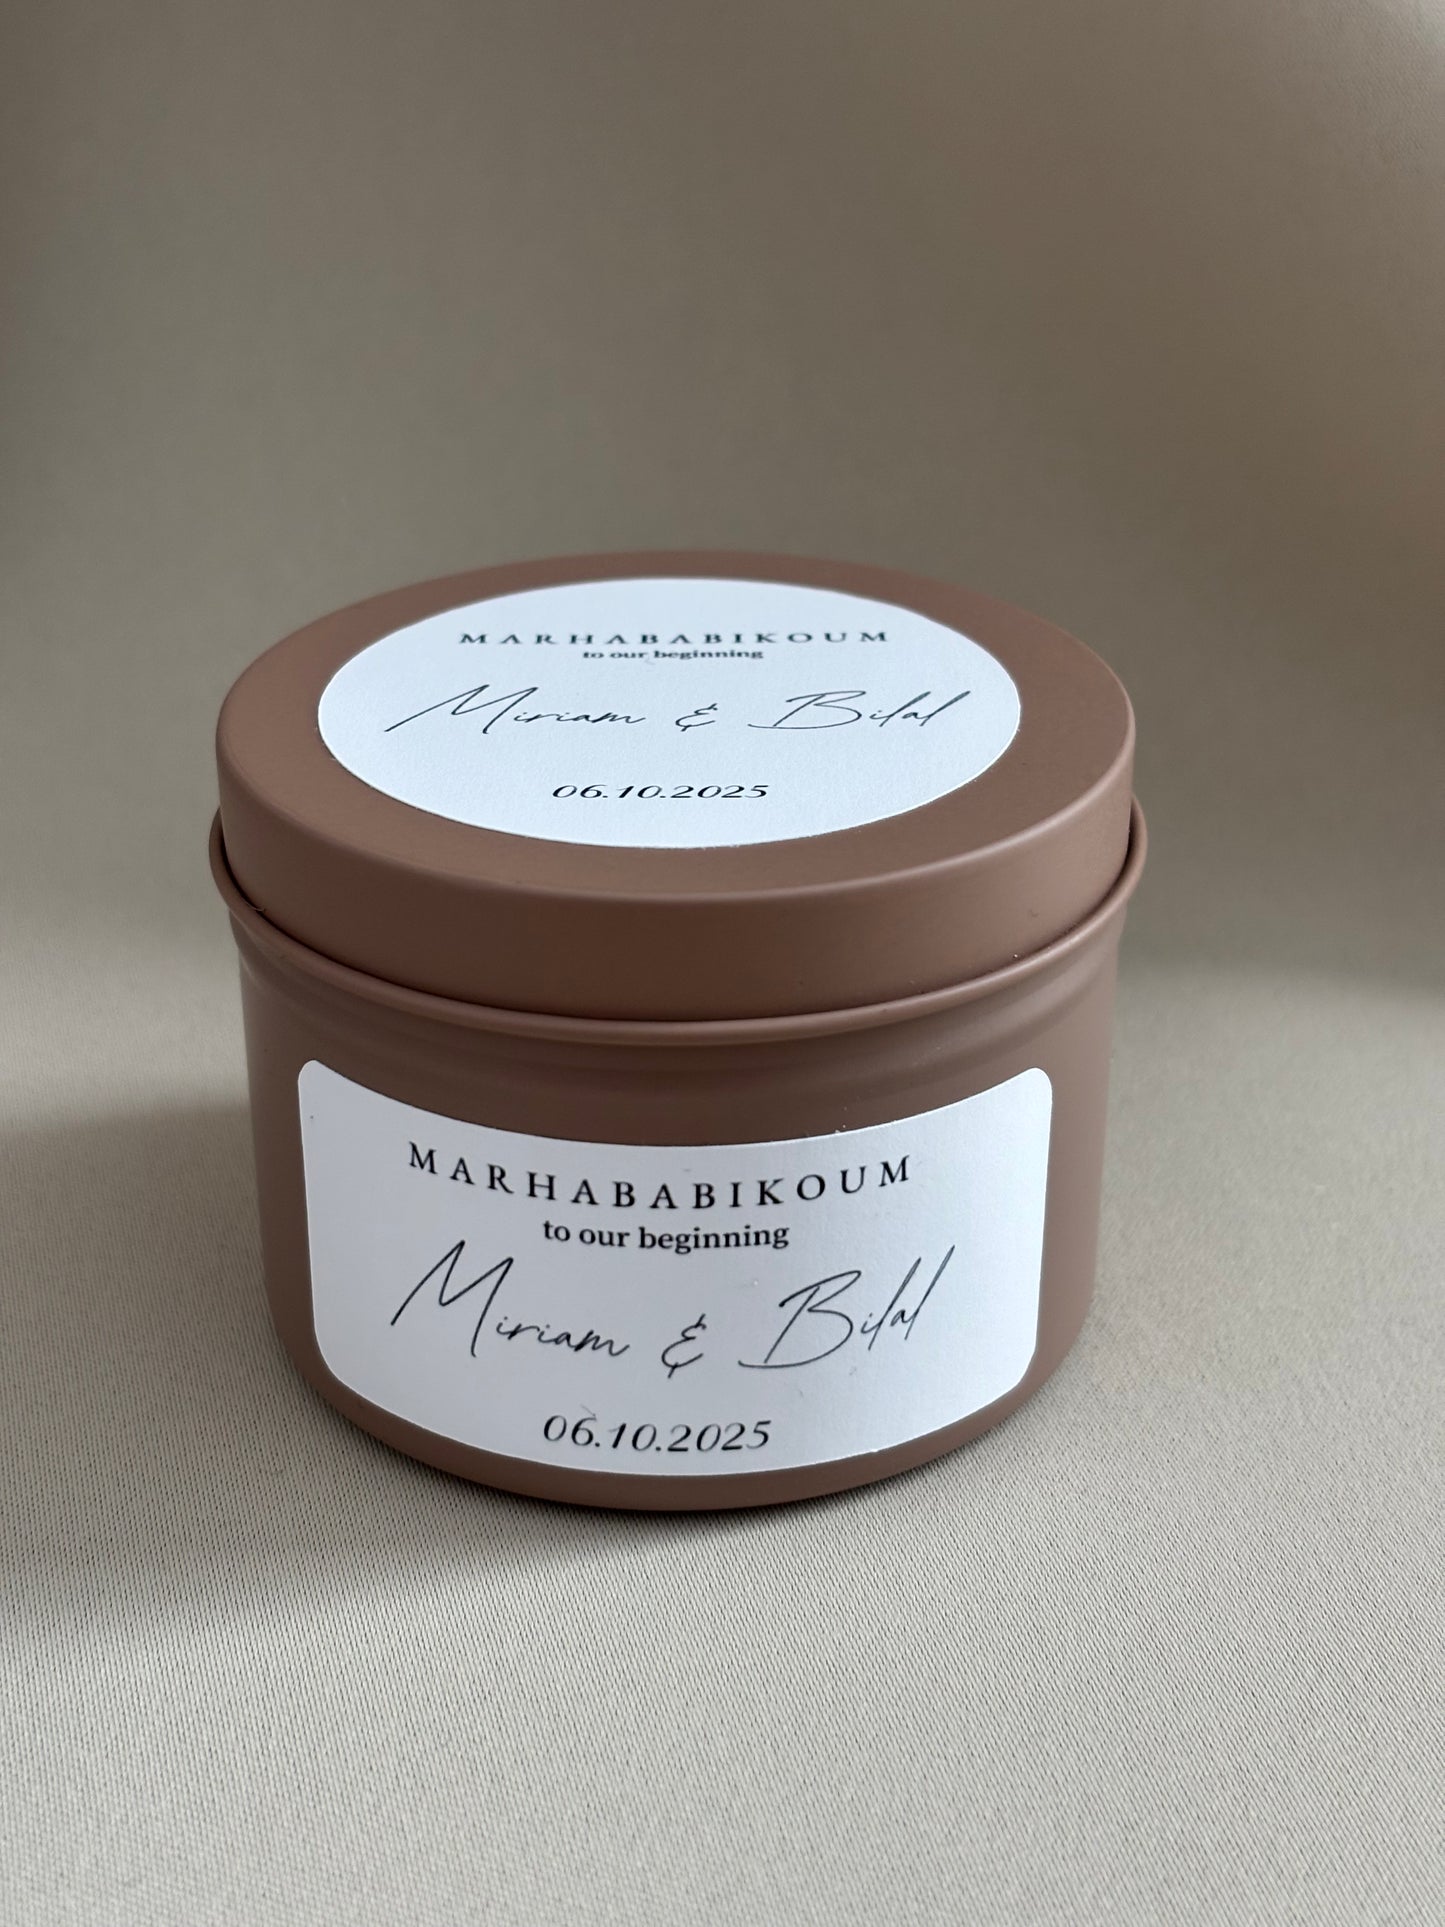 MARHABABIKOUM
to our beginning
Miriam & Bilal
06.10.2025
MARHABABIKOUM
to our beginning
Miriam & Bilal
06.10.2025